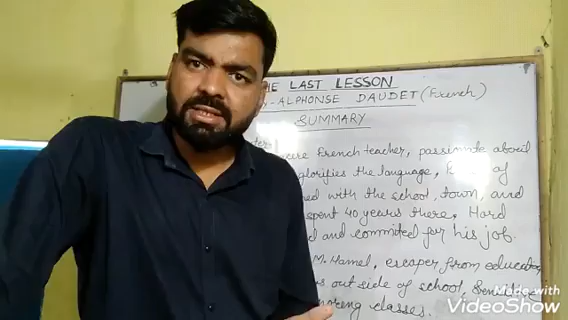 THE LAST LESSON
ALPHONSE DAUDET (French)
SUMMARY
French teacher, passionate about
glorifies the language, of
with the school, town, and
spent 40 years there. Hard
and commited for his job.
M. Hamel, escaper from education
out side of school,
classes.
Made with
VideoShow